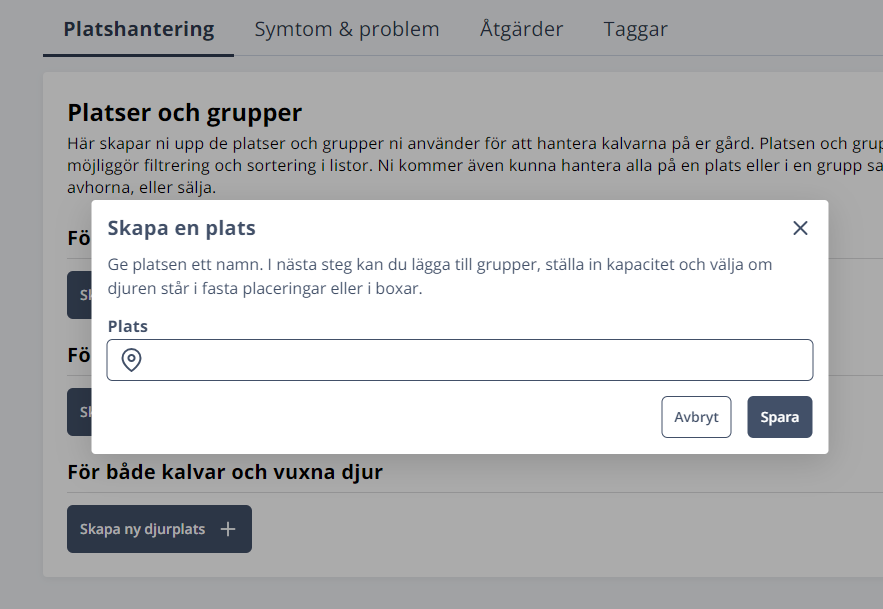 Platshantering Symtom & problem Åtgärder Taggar
Platser och grupper
Här skapar ni upp de platser och grupper ni använder för att hantera kalvarna på er gård. Platsen och
möjliggör filtrering och sortering i listor. Ni kommer även kunna hantera alla på en plats eller i en grupp
avhorna, eller sälja.
Skapa en plats
Ge platsen ett namn. I nästa steg kan du lägga till grupper, ställa in kapacitet och välja om
djuren står i fasta placeringar eller i boxar.
Plats
Avbryt Spara
För både kalvar och vuxna djur
Skapa ny djurplats